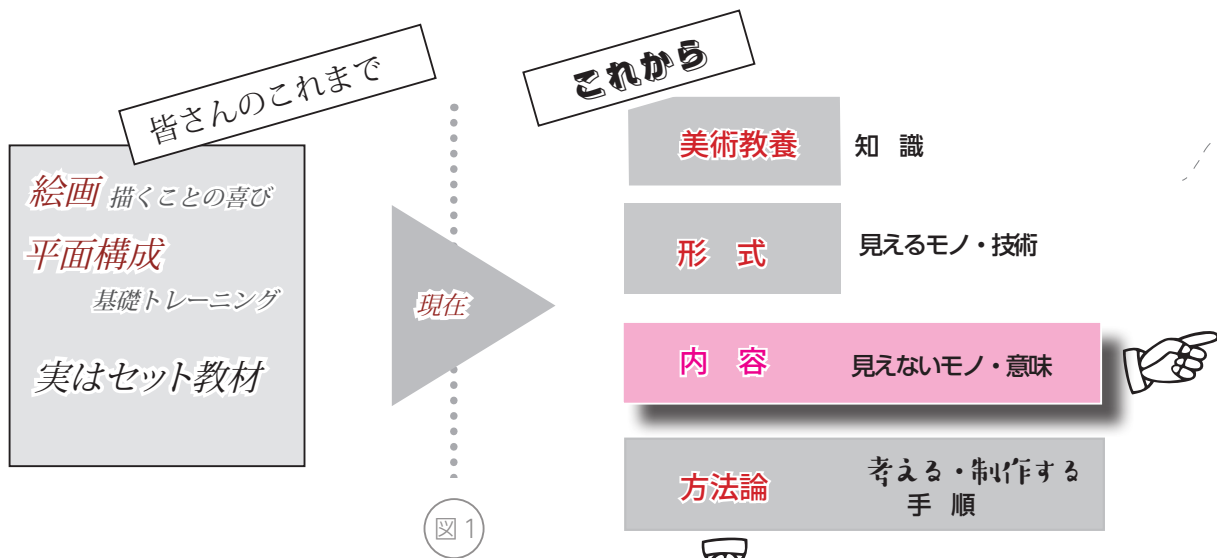 皆さんのこれまで
絵画 描くことの喜び
平面構成
基礎トレーニング
実はセット教材
現在
図1
これから
美術教養 知 識
形 式 見えるモノ・技術
内 容 見えないモノ・意味
方法論 考える・制作する
手 順